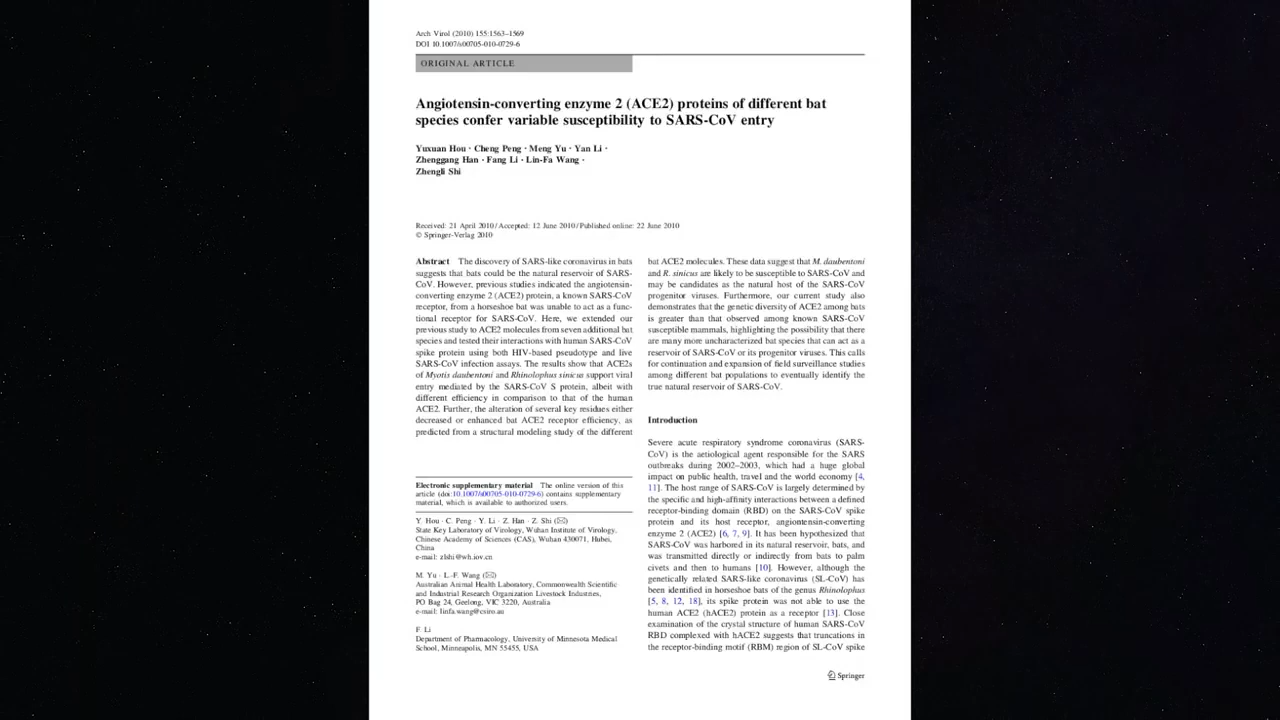 Arch Virol (2010) 155:1563–1569
DOI 10.1007/s00705-010-0729-6
ORIGINAL ARTICLE
Angiotensin-converting enzyme 2 (ACE2) proteins of different bat
species confer variable susceptibility to SARS-CoV entry
Yuxuan Hou · Cheng Peng · Meng Yu · Yan Li ·
Zhenggang Han · Fang Li · Lin-Fa Wang ·
Zhengli Shi
Received: 21 April 2010 / Accepted: 12 June 2010 / Published online: 22 June 2010
© Springer-Verlag 2010
Abstract The discovery of SARS-like coronavirus in bats
suggests that bats could be the natural reservoir of SARS-
CoV. However, previous studies indicated the angiotensin-
converting enzyme 2 (ACE2) protein, a known SARS-CoV
receptor, from a horseshoe bat was unable to act as a func-
tional receptor for SARS-CoV. Here, we extended our
previous study to ACE2 molecules from seven additional bat
species and tested their interactions with human SARS-CoV
spike protein using both HIV-based pseudotype and live
SARS-CoV infection assays. The results show that ACE2s
of Myotis daubentoni and Rhinolophus sinicus support viral
entry mediated by the SARS-CoV S protein, albeit with
different efficiency in comparison to that of the human
ACE2. Further, the alteration of several key residues either
decreased or enhanced bat ACE2 receptor efficiency, as
predicted from a structural modeling study of the different
Electronic supplementary material The online version of this
article (doi:10.1007/s00705-010-0729-6) contains supplementary
material, which is available to authorized users.
Y. Hou · C. Peng · Y. Li · Z. Han · Z. Shi (✉)
State Key Laboratory of Virology, Wuhan Institute of Virology,
Chinese Academy of Sciences (CAS), Wuhan 430071, Hubei,
China
e-mail: zlshi@wh.iov.cn
M. Yu · L.-F. Wang (✉)
Australian Animal Health Laboratory, Commonwealth Scientific
and Industrial Research Organization Livestock Industries,
PO Bag 24, Geelong, VIC 3220, Australia
e-mail: linfa.wang@csiro.au
F. Li
Department of Pharmacology, University of Minnesota Medical
School, Minneapolis, MN 55455, USA
bat ACE2 molecules. These data suggest that M. daubentoni
and R. sinicus are likely to be susceptible to SARS-CoV and
may be candidates as the natural host of the SARS-CoV
progenitor viruses. Furthermore, our current study also
demonstrates that the genetic diversity of ACE2 among bats
is greater than that observed among known SARS-CoV
susceptible mammals, highlighting the possibility that there
are many more uncharacterized bat species that can act as a
reservoir of SARS-CoV or its progenitor viruses. This calls
for continuation and expansion of field surveillance studies
among different bat populations to eventually identify the
true natural reservoir of SARS-CoV.
Introduction
Severe acute respiratory syndrome coronavirus (SARS-
CoV) is the aetiological agent responsible for the SARS
outbreaks during 2002–2003, which had a huge global
impact on public health, travel and the world economy [4,
11]. The host range of SARS-CoV is largely determined by
the specific and high-affinity interactions between a defined
receptor-binding domain (RBD) on the SARS-CoV spike
protein and its host receptor, angiontensin-converting
enzyme 2 (ACE2) [6, 7, 9]. It has been hypothesized that
SARS-CoV was harbored in its natural reservoir, bats, and
was transmitted directly or indirectly from bats to palm
civets and then to humans [10]. However, although the
genetically related SARS-like coronavirus (SL-CoV) has
been identified in horseshoe bats of the genus Rhinolophus
[5, 8, 12, 18], its spike protein was not able to use the
human ACE2 (hACE2) protein as a receptor [13]. Close
examination of the crystal structure of human SARS-CoV
RBD complexed with hACE2 suggests that truncations in
the receptor-binding motif (RBM) region of SL-CoV spike
Springer